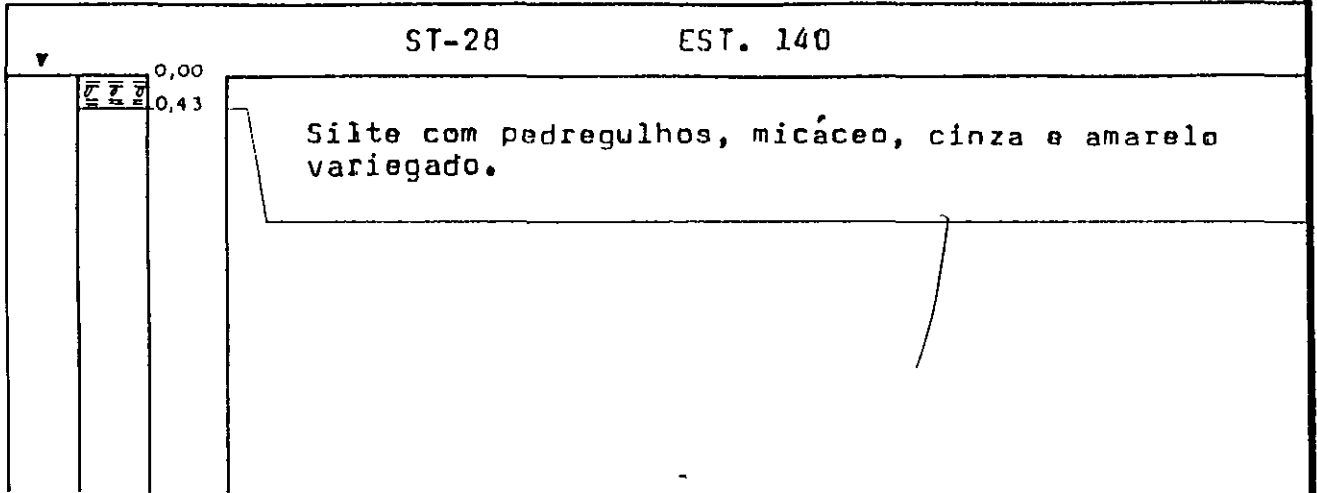 ST-28 EST. 140
0,00
0,43
Silte com pedregulhos, micáceo, cinza e amarelo
variegado.